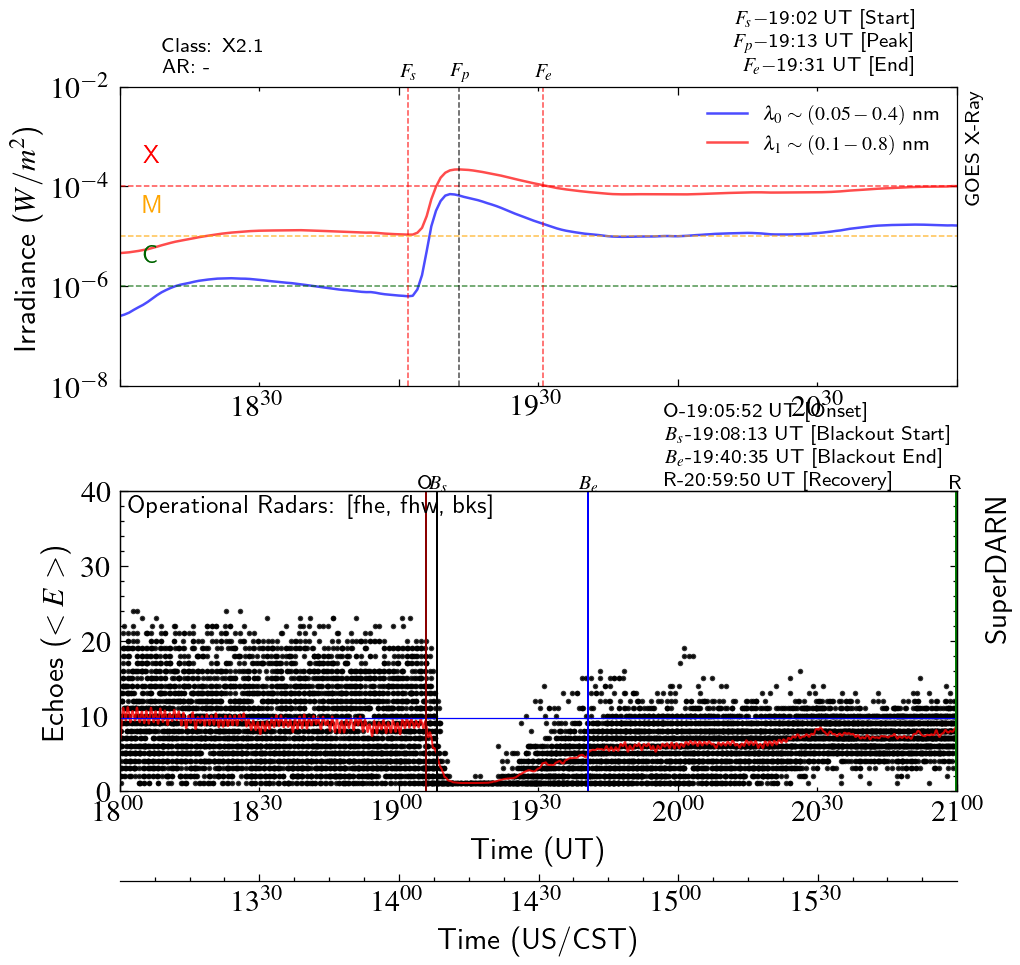 F_s−19:02 UT [Start]
Class: X2.1
F_p−19:13 UT [Peak]
AR: -
F_e−19:31 UT [End]
F_s F_p F_e
10^−2
λ_0 ∼ (0.05 − 0.4) nm
λ_1 ∼ (0.1 − 0.8) nm
X
10^−4
M
C
10^−6
10^−8
Irradiance (W/m^2)
GOES X-Ray
18^30 19^30 20^30
O-19:05:52 UT [Onset]
B_s-19:08:13 UT [Blackout Start]
B_e-19:40:35 UT [Blackout End]
R-20:59:50 UT [Recovery]
O B_s B_e R
40
Operational Radars: [fhe, fhw, bks]
30
20
10
0
Echoes (< E >)
SuperDARN
18^00 18^30 19^00 19^30 20^00 20^30 21^00
Time (UT)
13^30 14^00 14^30 15^00 15^30
Time (US/CST)